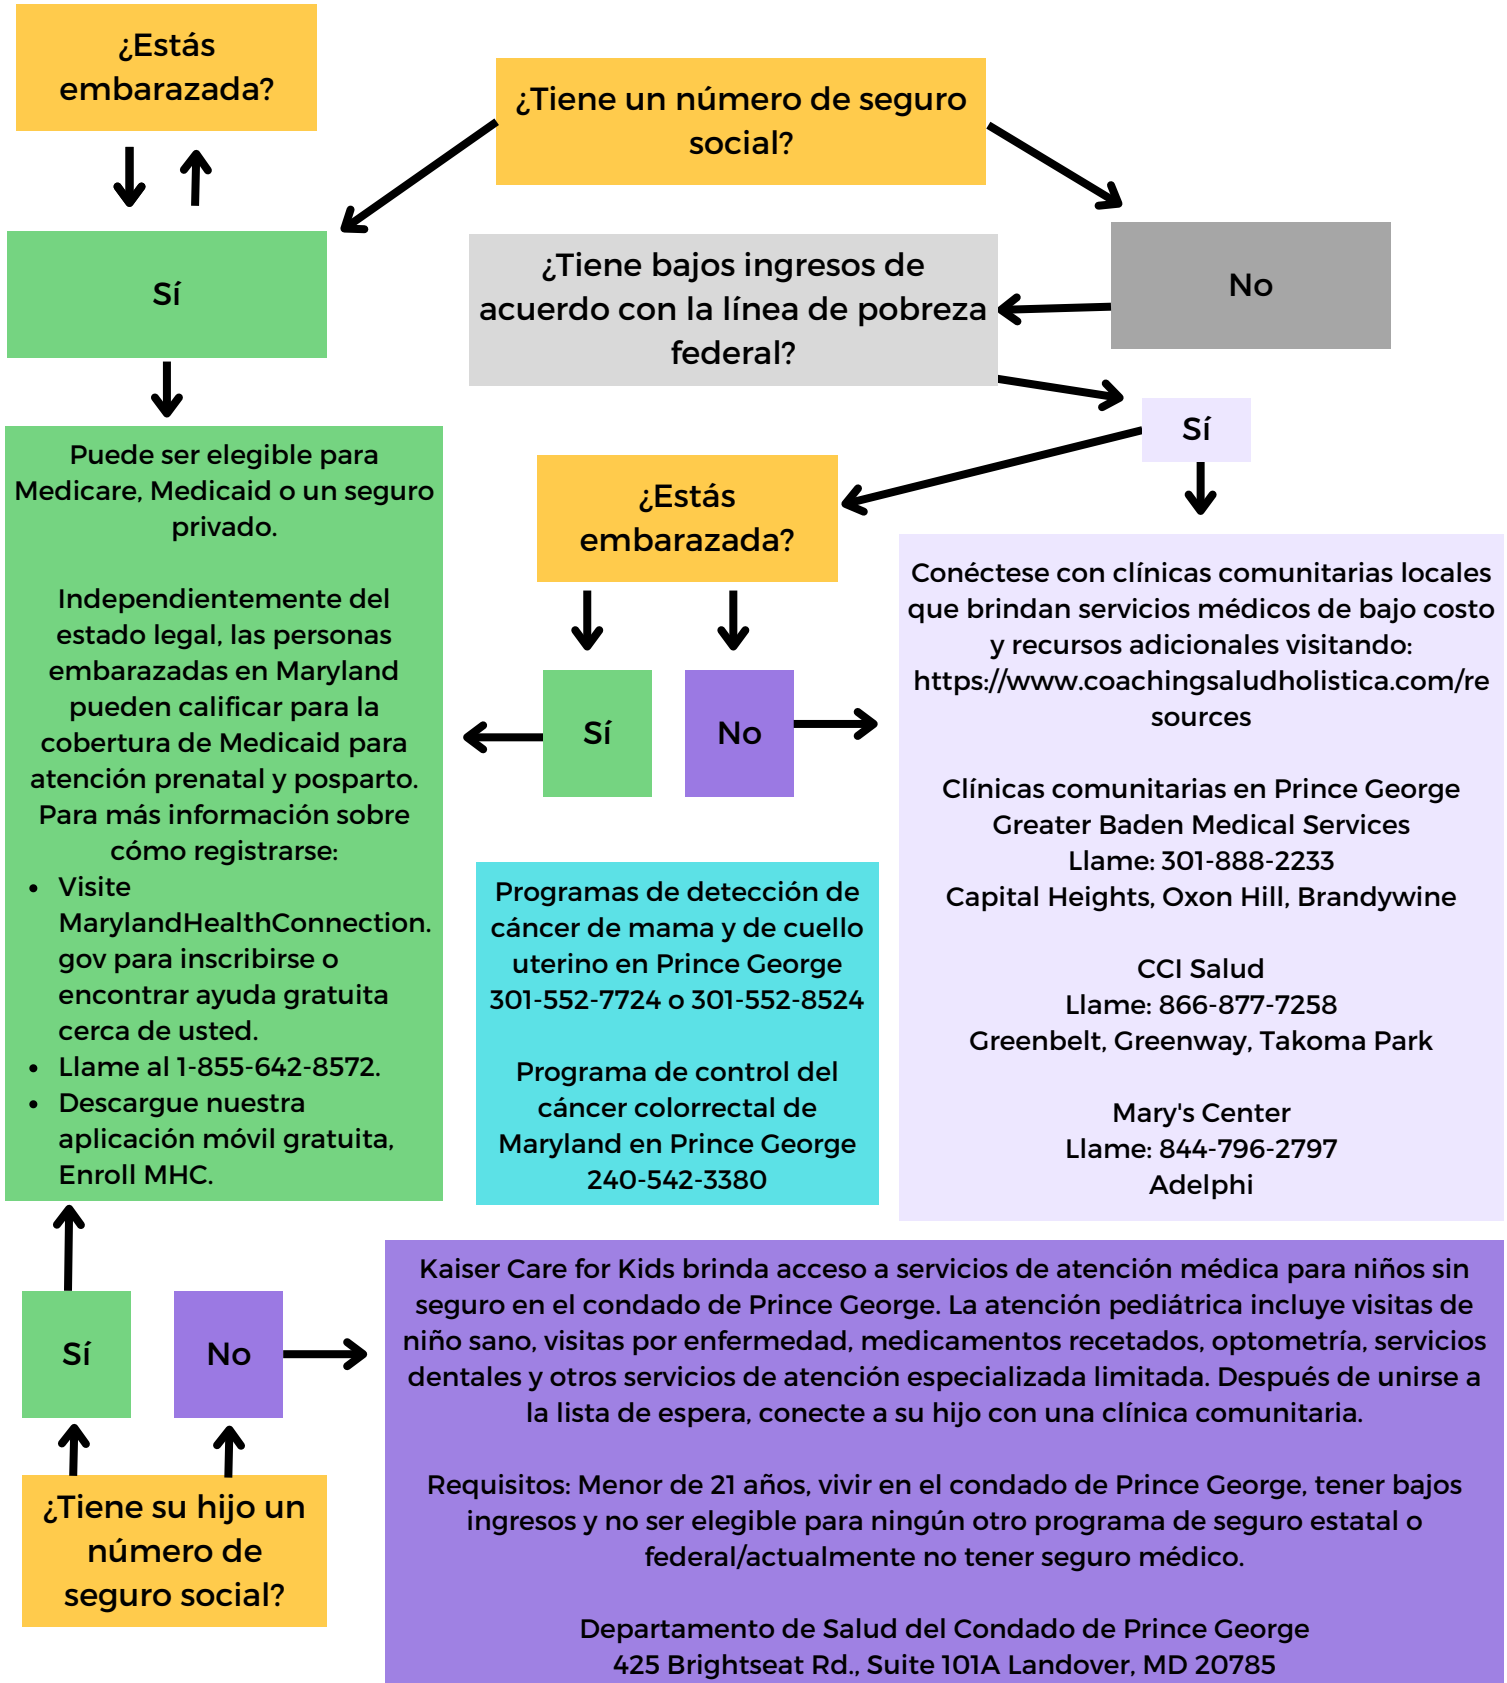 ¿Estás
embarazada?
¿Tiene un número de seguro
social?
Sí
No
¿Tiene bajos ingresos de
acuerdo con la línea de pobreza
federal?
Sí
Puede ser elegible para
Medicare, Medicaid o un seguro
privado.
Independientemente del
estado legal, las personas
embarazadas en Maryland
pueden calificar para la
cobertura de Medicaid para
atención prenatal y posparto.
Para más información sobre
cómo registrarse:
• Visite
MarylandHealthConnection.
gov para inscribirse o
encontrar ayuda gratuita
cerca de usted.
• Llame al 1-855-642-8572.
• Descargue nuestra
aplicación móvil gratuita,
Enroll MHC.
¿Estás
embarazada?
Sí
No
Conéctese con clínicas comunitarias locales
que brindan servicios médicos de bajo costo
y recursos adicionales visitando:
https://www.coachingsaludholistica.com/re
sources
Clínicas comunitarias en Prince George
Greater Baden Medical Services
Llame: 301-888-2233
Capital Heights, Oxon Hill, Brandywine
CCI Salud
Llame: 866-877-7258
Greenbelt, Greenway, Takoma Park
Mary's Center
Llame: 844-796-2797
Adelphi
Programas de detección de
cáncer de mama y de cuello
uterino en Prince George
301-552-7724 o 301-552-8524
Programa de control del
cáncer colorrectal de
Maryland en Prince George
240-542-3380
Sí
No
¿Tiene su hijo un
número de
seguro social?
Kaiser Care for Kids brinda acceso a servicios de atención médica para niños sin
seguro en el condado de Prince George. La atención pediátrica incluye visitas de
niño sano, visitas por enfermedad, medicamentos recetados, optometría, servicios
dentales y otros servicios de atención especializada limitada. Después de unirse a
la lista de espera, conecte a su hijo con una clínica comunitaria.
Requisitos: Menor de 21 años, vivir en el condado de Prince George, tener bajos
ingresos y no ser elegible para ningún otro programa de seguro estatal o
federal/actualmente no tener seguro médico.
Departamento de Salud del Condado de Prince George
425 Brightseat Rd., Suite 101A Landover, MD 20785